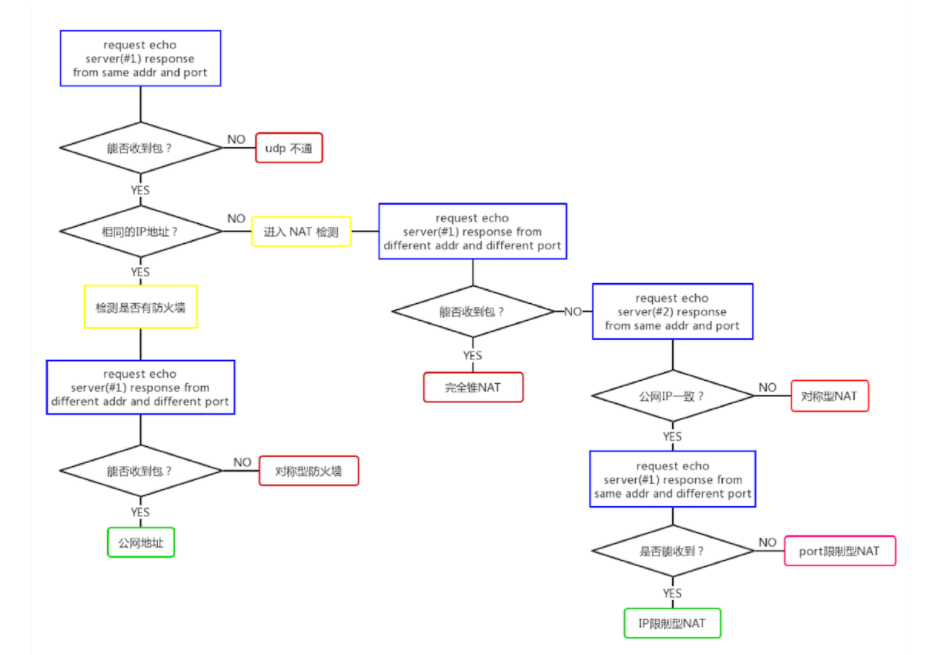 request echo
server(#1) response
from same addr and port
能否收到包？
NO
udp 不通
YES
相同的IP地址？
NO
进入 NAT 检测
request echo
server(#1) response from
different addr and different port
YES
检测是否有防火墙
能否收到包？
NO
request echo
server(#2) response
from same addr and port
YES
完全锥NAT
request echo
server(#1) response from
different addr and different port
公网IP一致？
NO
对称型NAT
YES
能否收到包？
NO
对称型防火墙
request echo
server(#1) response from
same addr and different port
YES
公网地址
是否能收到？
NO
port限制型NAT
YES
IP限制型NAT